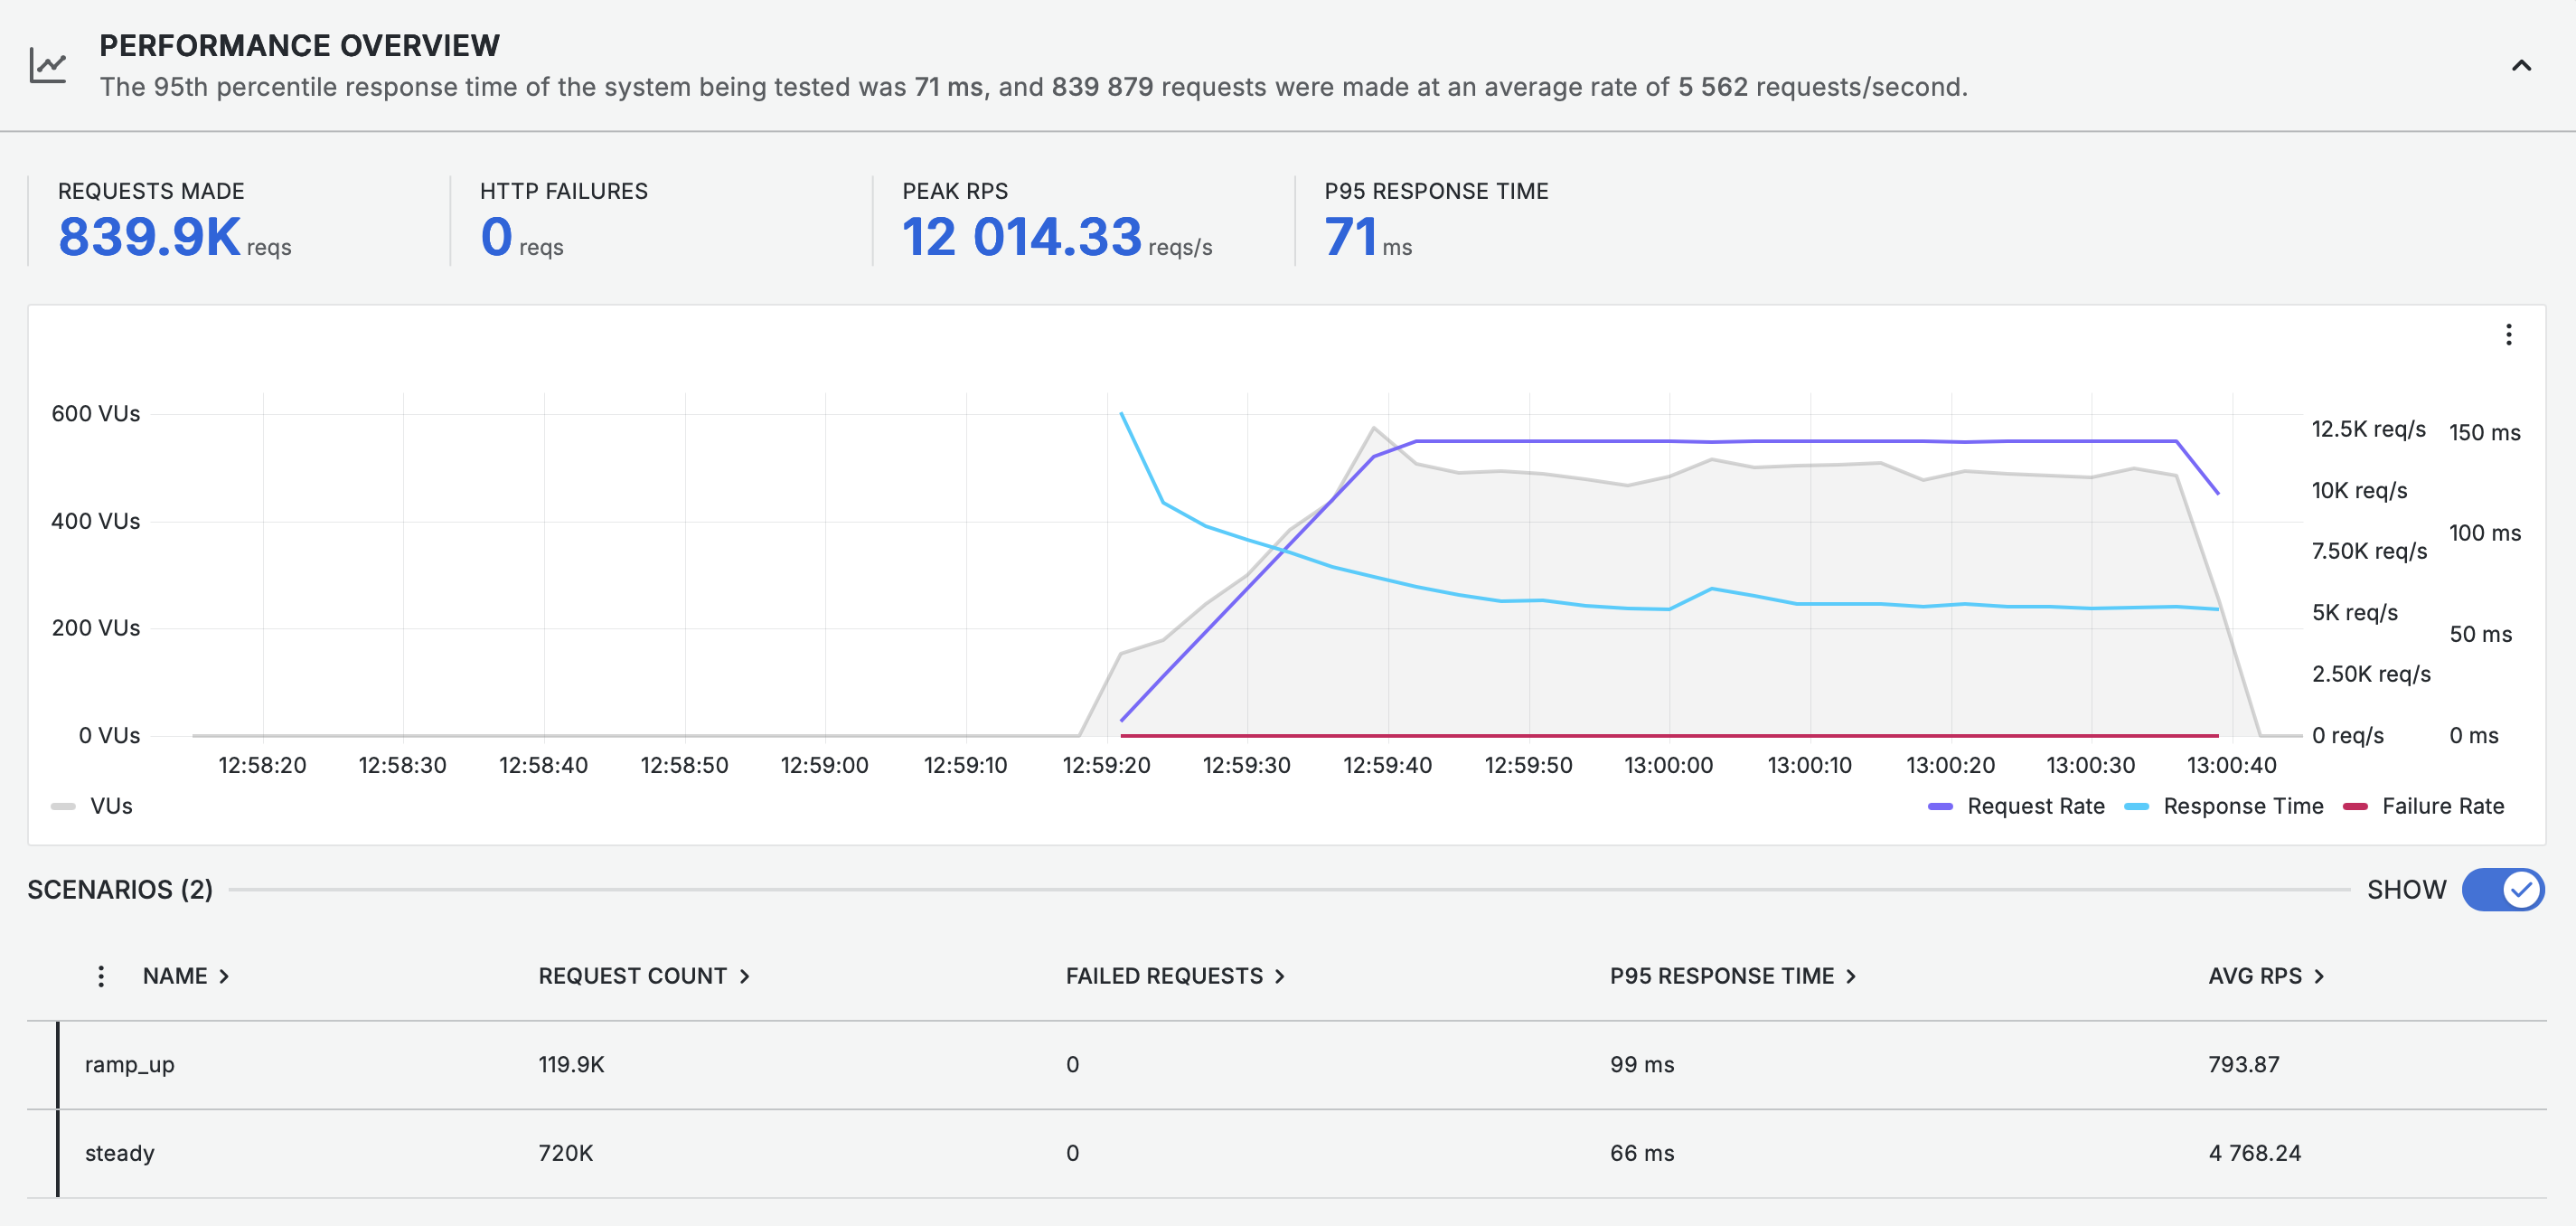 PERFORMANCE OVERVIEW
The 95th percentile response time of the system being tested was 71 ms, and 839 879 requests were made at an average rate of 5 562 requests/second.
REQUESTS MADE
839.9K reqs
HTTP FAILURES
0 reqs
PEAK RPS
12 014.33 reqs/s
P95 RESPONSE TIME
71 ms
600 VUs
400 VUs
200 VUs
0 VUs
12.5K req/s
10K req/s
7.50K req/s
5K req/s
2.50K req/s
0 req/s
150 ms
100 ms
50 ms
0 ms
12:58:20 12:58:30 12:58:40 12:58:50 12:59:00 12:59:10 12:59:20 12:59:30 12:59:40 12:59:50 13:00:00 13:00:10 13:00:20 13:00:30 13:00:40
VUs Request Rate Response Time Failure Rate
SCENARIOS (2) SHOW
NAME REQUEST COUNT FAILED REQUESTS P95 RESPONSE TIME AVG RPS
ramp_up 119.9K 0 99 ms 793.87
steady 720K 0 66 ms 4 768.24